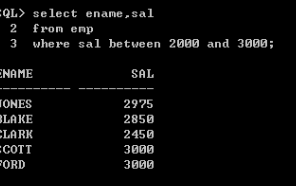 SQL> select ename,sal
2 from emp
3 where sal between 2000 and 3000;
ENAME SAL
---------- ----------
JONES 2975
BLAKE 2850
CLARK 2450
SCOTT 3000
FORD 3000